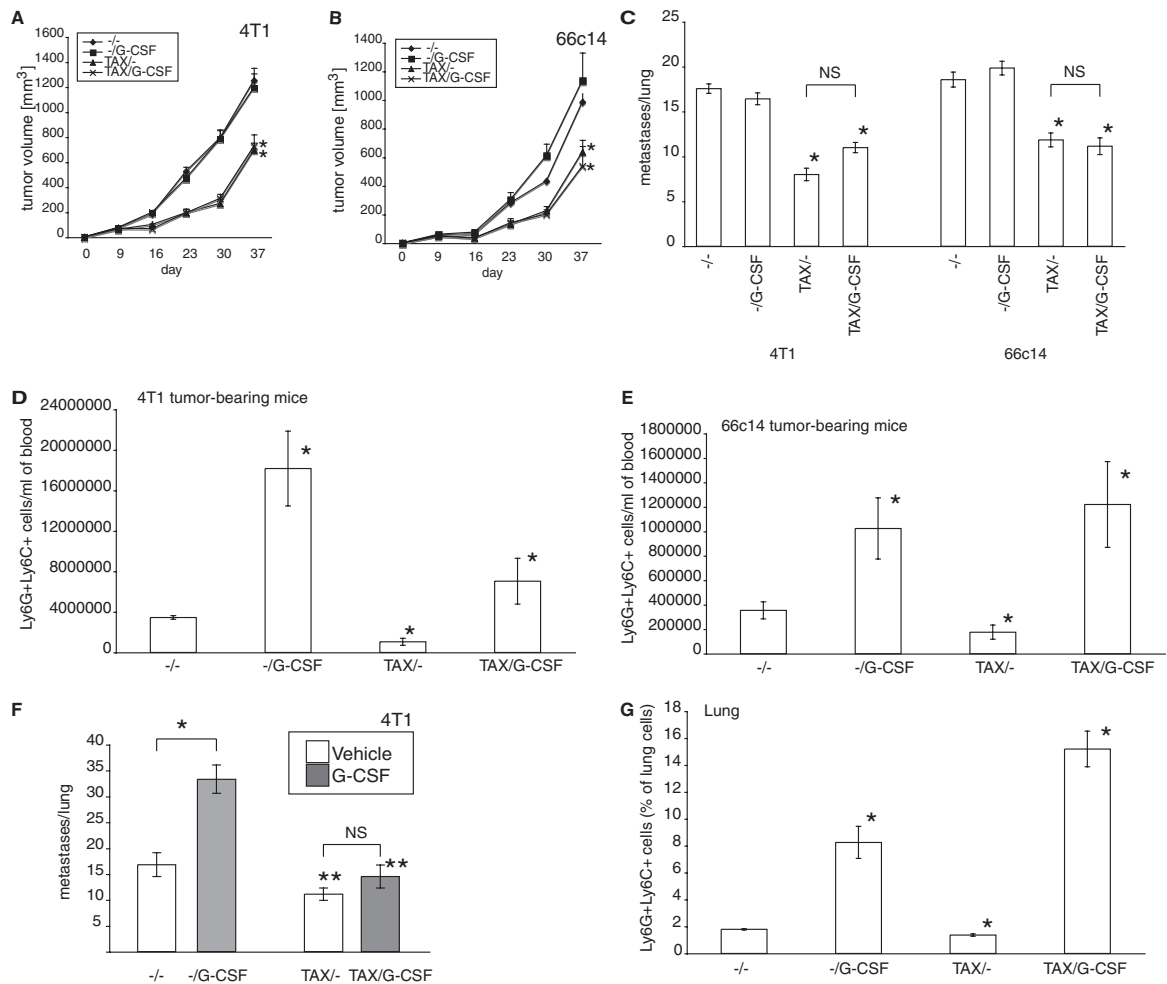 A
4T1
-/-
-/G-CSF
TAX/-
TAX/G-CSF
tumor volume [mm3]
1600
1400
1200
1000
800
600
400
200
0
*
*
0 9 16 23 30 37
day
B
66c14
-/-
-/G-CSF
TAX/-
TAX/G-CSF
tumor volume [mm3]
1400
1200
1000
800
600
400
200
0
*
*
0 9 16 23 30 37
day
C
metastases/lung
25
20
15
10
5
0
NS
NS
* * * *
-/- -/G-CSF TAX/- TAX/G-CSF -/- -/G-CSF TAX/- TAX/G-CSF
4T1 66c14
D
4T1 tumor-bearing mice
Ly6G+Ly6C+ cells/ml of blood
24000000
20000000
16000000
12000000
8000000
4000000
0
* * *
-/- -/G-CSF TAX/- TAX/G-CSF
E
66c14 tumor-bearing mice
Ly6G+Ly6C+ cells/ml of blood
1800000
1600000
1400000
1200000
1000000
800000
600000
400000
200000
0
* * *
-/- -/G-CSF TAX/- TAX/G-CSF
F
4T1
Vehicle
G-CSF
metastases/lung
40
35
30
25
20
15
10
5
*
NS
** **
-/- -/G-CSF TAX/- TAX/G-CSF
G
Lung
Ly6G+Ly6C+ cells (% of lung cells)
18
16
14
12
10
8
6
4
2
0
* * *
-/- -/G-CSF TAX/- TAX/G-CSF